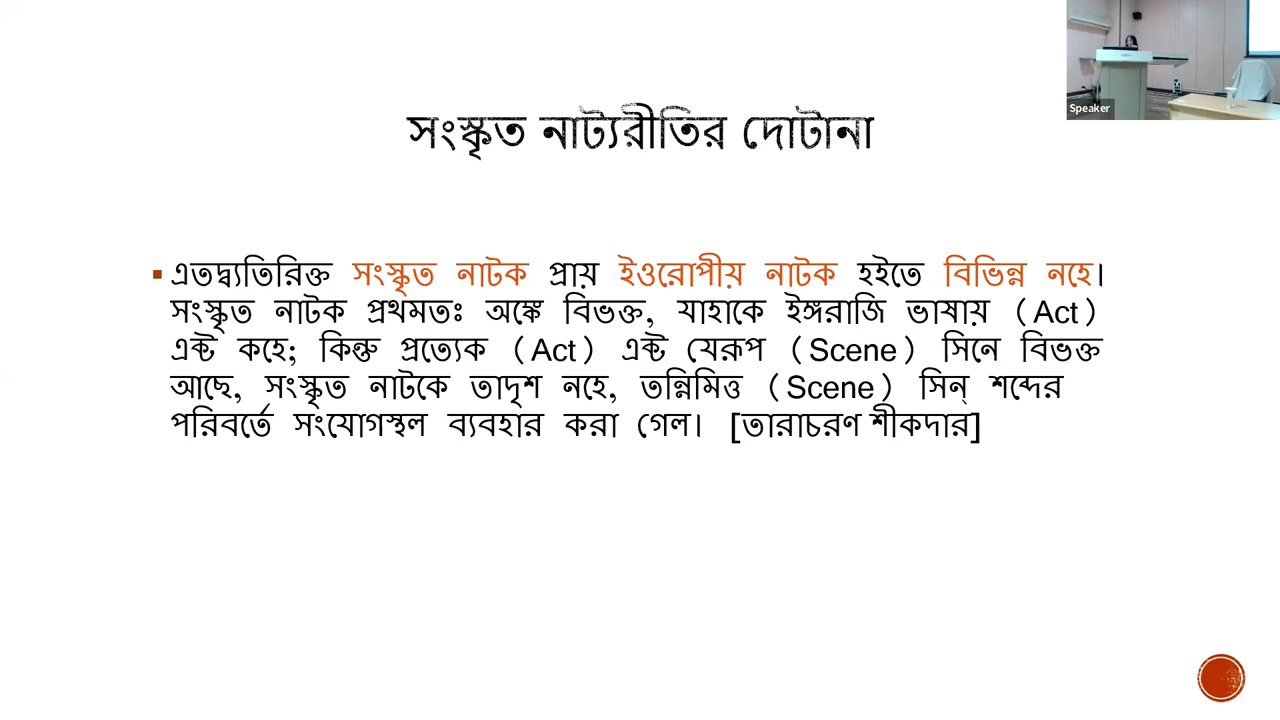 Speaker
সংস্কৃত নাট্যরীতির দোটানা
▪ এতদ্ব্যতিরিক্ত সংস্কৃত নাটক প্রায় ইওরোপীয় নাটক হইতে বিভিন্ন নহে।
সংস্কৃত নাটক প্রথমতঃ অঙ্কে বিভক্ত, যাহাকে ইঙ্গরাজি ভাষায় (Act)
এক্ট কহে; কিন্তু প্রত্যেক (Act) এক্ট যেরূপ (Scene) সিনে বিভক্ত
আছে, সংস্কৃত নাটকে তাদৃশ নহে, তন্নিমিত্ত (Scene) সিন্ শব্দের
পরিবর্তে সংযোগস্থল ব্যবহার করা গেল। [তারাচরণ শীকদার]